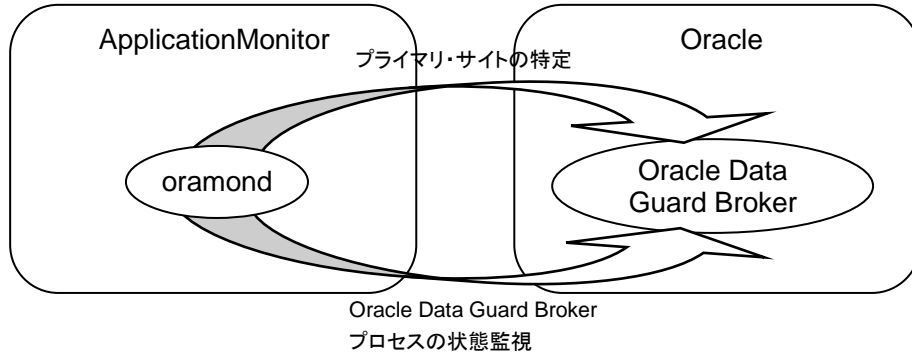 ApplicationMonitor
Oracle
プライマリ・サイトの特定
oramond
Oracle Data
Guard Broker
Oracle Data Guard Broker
プロセスの状態監視